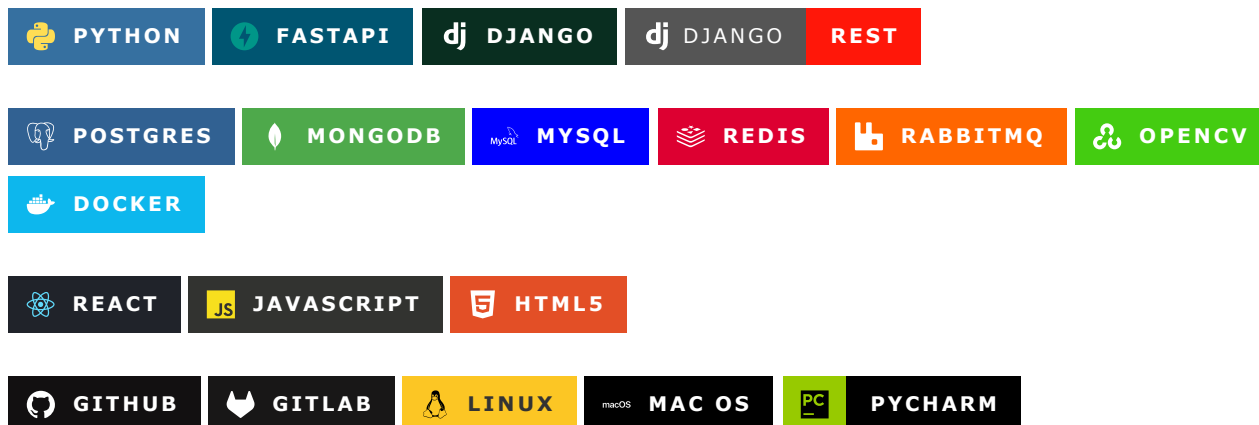 PYTHON FASTAPI dj DJANGO dj DJANGO REST
POSTGRES MONGODB MySQL MYSQL REDIS RABBITMQ OPENCV
DOCKER
REACT JS JAVASCRIPT 5 HTML5
GITHUB GITLAB LINUX macOS MAC OS PC PYCHARM